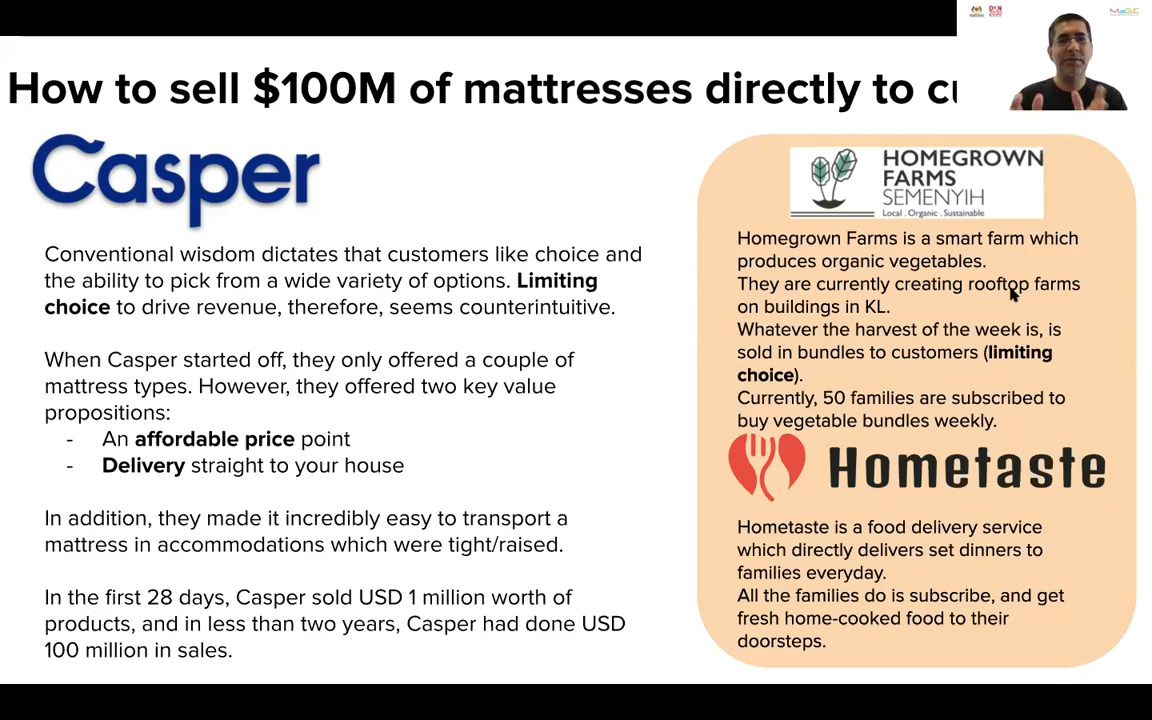 How to sell $100M of mattresses directly to cu
MaGC
Casper
Conventional wisdom dictates that customers like choice and
the ability to pick from a wide variety of options. Limiting
choice to drive revenue, therefore, seems counterintuitive.
When Casper started off, they only offered a couple of
mattress types. However, they offered two key value
propositions:
- An affordable price point
- Delivery straight to your house
In addition, they made it incredibly easy to transport a
mattress in accommodations which were tight/raised.
In the first 28 days, Casper sold USD 1 million worth of
products, and in less than two years, Casper had done USD
100 million in sales.
HOMEGROWN
FARMS
SEMENYIH
Local . Organic . Sustainable
Homegrown Farms is a smart farm which
produces organic vegetables.
They are currently creating rooftop farms
on buildings in KL.
Whatever the harvest of the week is, is
sold in bundles to customers (limiting
choice).
Currently, 50 families are subscribed to
buy vegetable bundles weekly.
Hometaste
Hometaste is a food delivery service
which directly delivers set dinners to
families everyday.
All the families do is subscribe, and get
fresh home-cooked food to their
doorsteps.